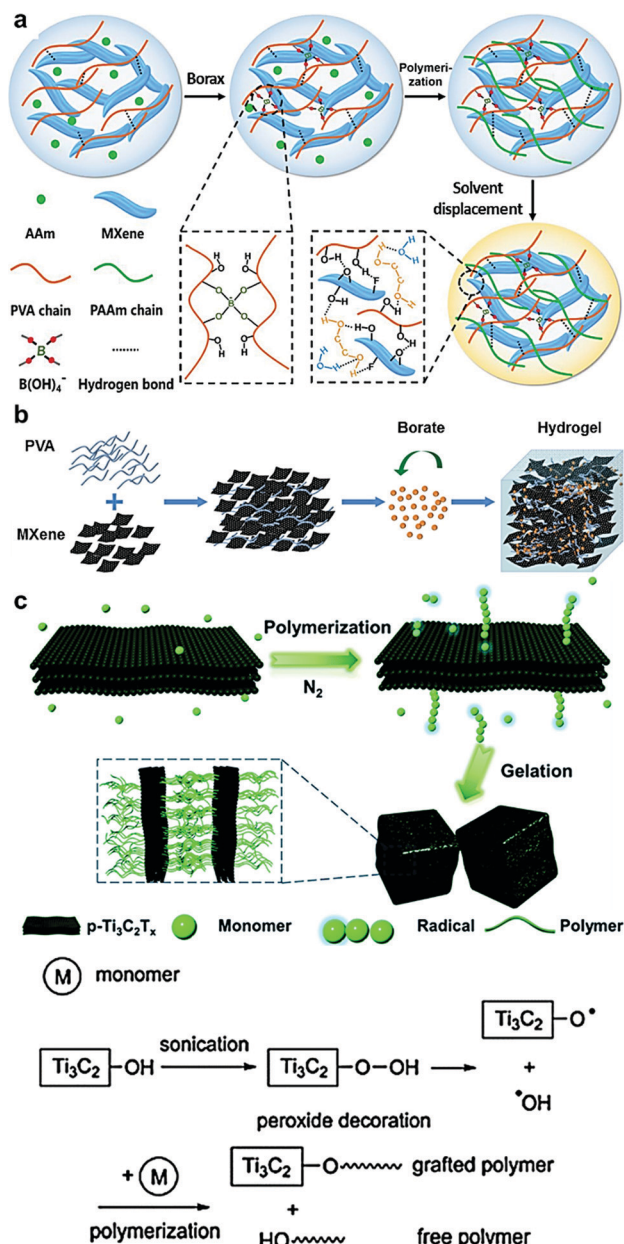 a
Borax
Polymeri-
zation
Solvent
displacement
AAm
MXene
PVA chain
PAAm chain
B(OH)₄⁻
Hydrogen bond
b
PVA
+
MXene
Borate
Hydrogel
c
Polymerization
N₂
Gelation
p-Ti₃C₂Tₓ
Monomer
Radical
Polymer
M monomer
Ti₃C₂ -OH
sonication
Ti₃C₂ -O-OH
peroxide decoration
Ti₃C₂ -O•
+
•OH
+ M
polymerization
Ti₃C₂ -O
grafted polymer
+
HO
free polymer